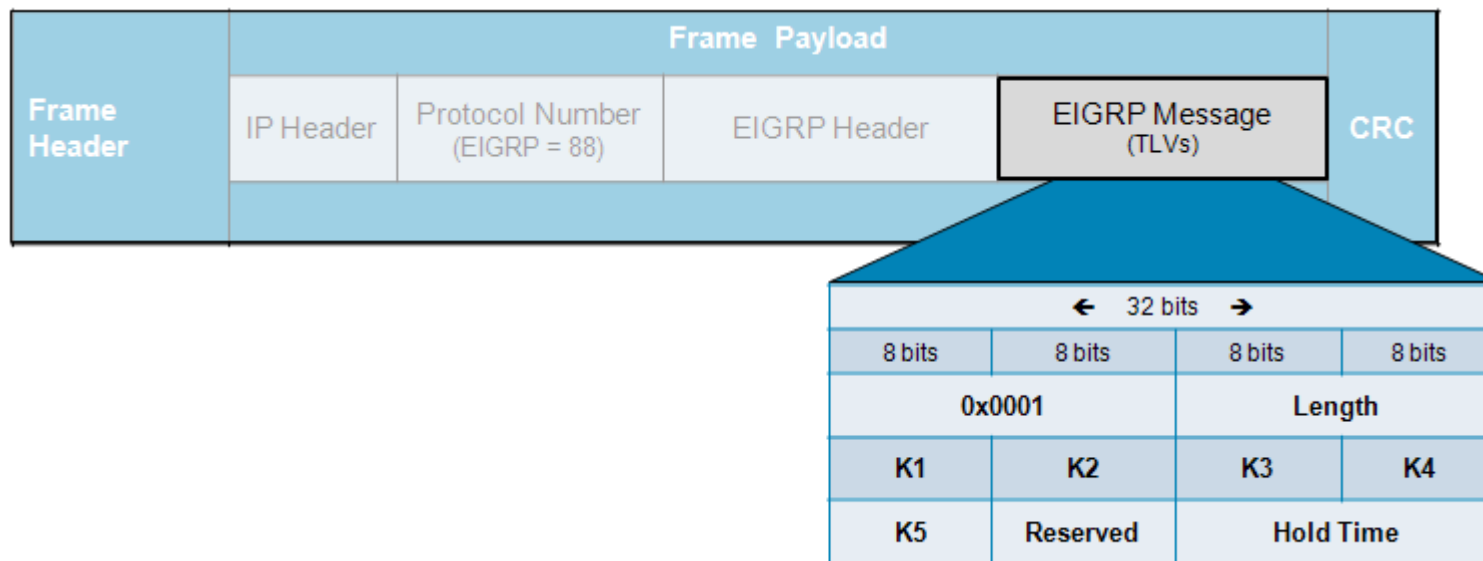 Frame Payload
Frame
Header
IP Header
Protocol Number
(EIGRP = 88)
EIGRP Header
EIGRP Message
(TLVs)
CRC
← 32 bits →
8 bits 8 bits 8 bits 8 bits
0x0001 Length
K1 K2 K3 K4
K5 Reserved Hold Time